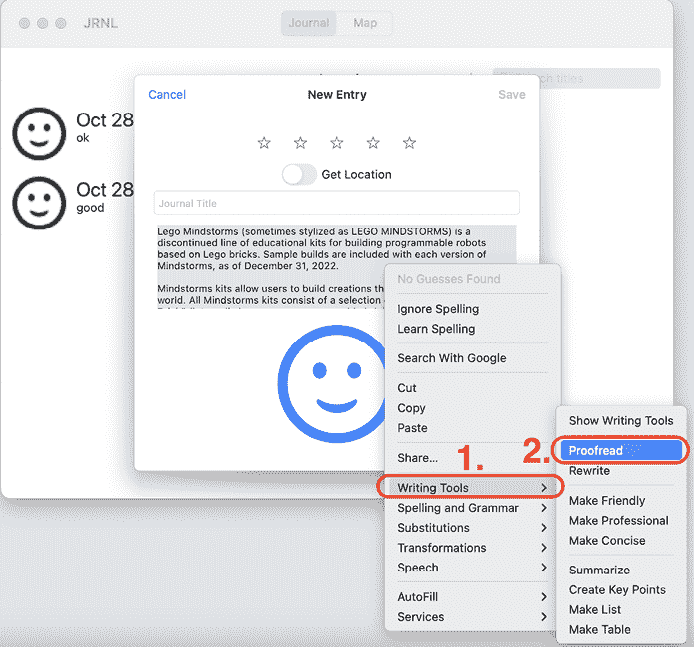 JRNL
Journal
Map
Oct 28
ok
Oct 28
good
Cancel
New Entry
Save
Get Location
Journal Title
Lego Mindstorms (sometimes stylized as LEGO MINDSTORMS) is a
discontinued line of educational kits for building programmable robots
based on Lego bricks. Sample builds are included with each version of
Mindstorms, as of December 31, 2022.
Mindstorms kits allow users to build creations
world. All Mindstorms kits consist of a selection
No Guesses Found
Ignore Spelling
Learn Spelling
Search With Google
Cut
Copy
Paste
Share...
1.
Writing Tools
Spelling and Grammar
Substitutions
Transformations
Speech
AutoFill
Services
Show Writing Tools
2.
Proofread
Rewrite
Make Friendly
Make Professional
Make Concise
Summarize
Create Key Points
Make List
Make Table